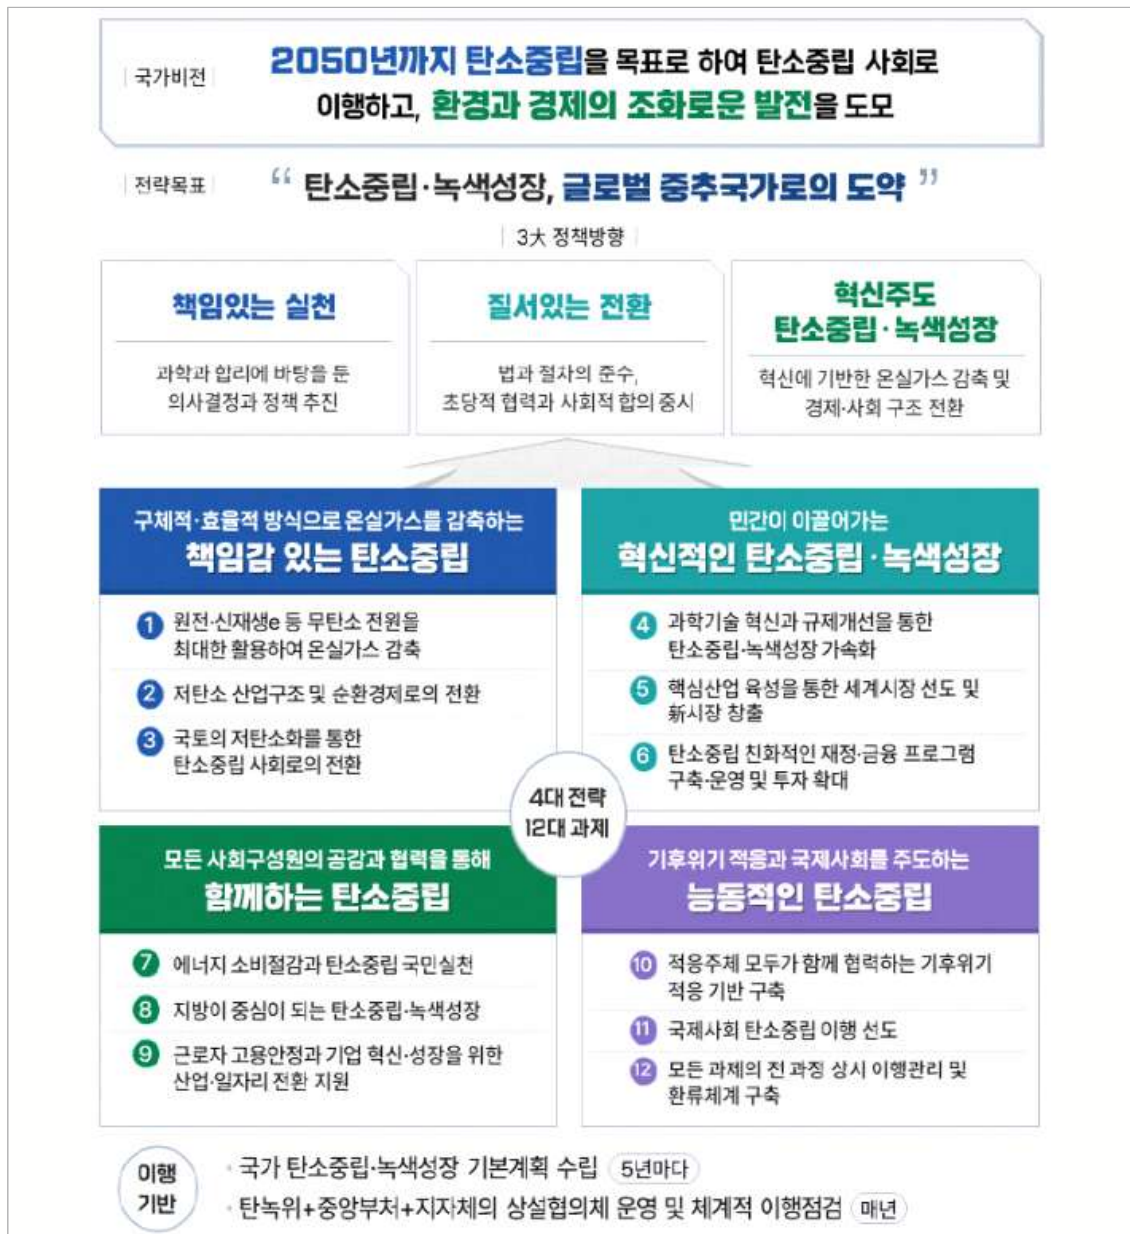 국가비전
2050년까지 탄소중립을 목표로 하여 탄소중립 사회로
이행하고, 환경과 경제의 조화로운 발전을 도모
전략목표
“ 탄소중립·녹색성장, 글로벌 중추국가로의 도약 ”
3大 정책방향
책임있는 실천
과학과 합리에 바탕을 둔
의사결정과 정책 추진
질서있는 전환
법과 절차의 준수,
초당적 협력과 사회적 합의 중시
혁신주도
탄소중립·녹색성장
혁신에 기반한 온실가스 감축 및
경제·사회 구조 전환
구체적·효율적 방식으로 온실가스를 감축하는
책임감 있는 탄소중립
1 원전·신재생e 등 무탄소 전원을
최대한 활용하여 온실가스 감축
2 저탄소 산업구조 및 순환경제로의 전환
3 국토의 저탄소화를 통한
탄소중립 사회로의 전환
민간이 이끌어가는
혁신적인 탄소중립·녹색성장
4 과학기술 혁신과 규제개선을 통한
탄소중립·녹색성장 가속화
5 핵심산업 육성을 통한 세계시장 선도 및
新시장 창출
6 탄소중립 친화적인 재정·금융 프로그램
구축·운영 및 투자 확대
4대 전략
12대 과제
모든 사회구성원의 공감과 협력을 통해
함께하는 탄소중립
7 에너지 소비절감과 탄소중립 국민실천
8 지방이 중심이 되는 탄소중립·녹색성장
9 근로자 고용안정과 기업 혁신·성장을 위한
산업·일자리 전환 지원
기후위기 적응과 국제사회를 주도하는
능동적인 탄소중립
10 적응주체 모두가 함께 협력하는 기후위기
적응 기반 구축
11 국제사회 탄소중립 이행 선도
12 모든 과제의 전 과정 상시 이행관리 및
환류체계 구축
이행
기반
· 국가 탄소중립·녹색성장 기본계획 수립 5년마다
· 탄녹위+중앙부처+지자체의 상설협의체 운영 및 체계적 이행점검 매년